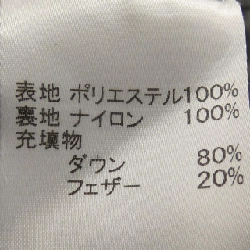 表地 ポリエステル100%
裏地 ナイロン 100%
充填物
ダウン 80%
フェザー 20%